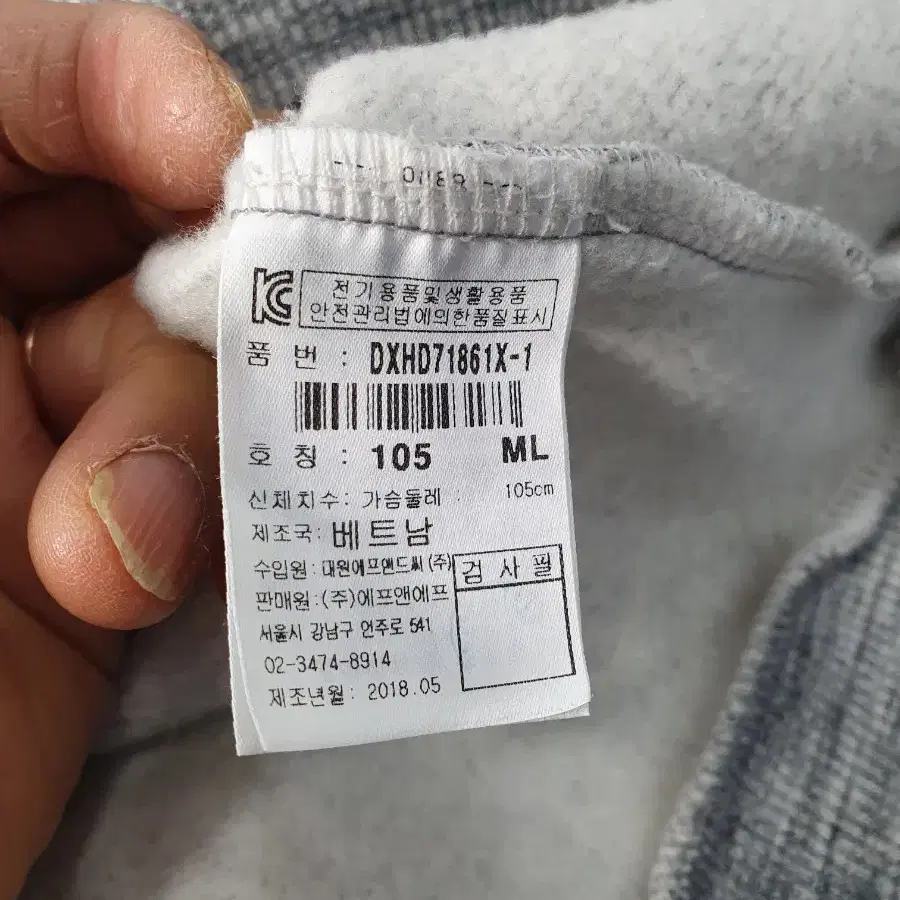 KC
전기용품및생활용품
안전관리법에의한품질표시
품 번 : DXHD71861X-1
호 칭 : 105 ML
신체치수: 가슴둘레 : 105cm
제조국: 베트남
수입원: 대원에프앤드씨(주)
검 사 필
판매원:(주)에프앤에프
서울시 강남구 언주로 541
02-3474-8914
제조년월: 2018.05